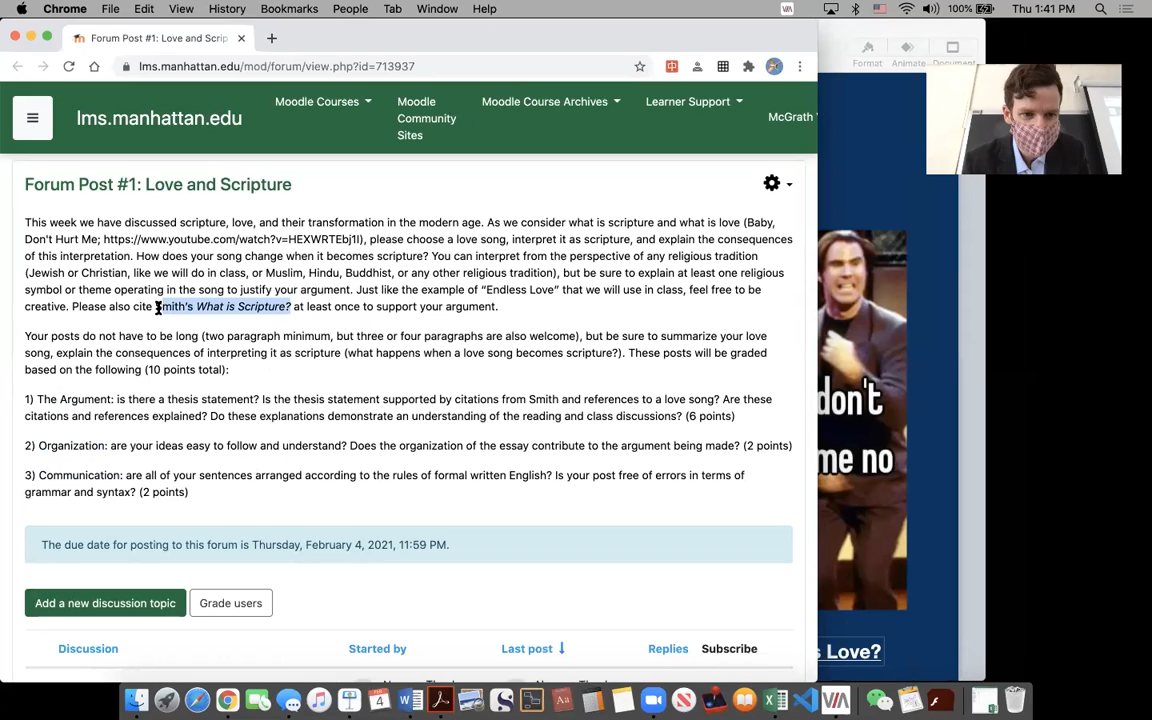 Chrome File Edit View History Bookmarks People Tab Window Help
VIA
100%
Thu 1:41 PM
Forum Post #1: Love and Scrip
lms.manhattan.edu/mod/forum/view.php?id=713937
Format Animate Document
lms.manhattan.edu
Moodle Courses
Moodle Community Sites
Moodle Course Archives
Learner Support
McGrath
Forum Post #1: Love and Scripture
This week we have discussed scripture, love, and their transformation in the modern age. As we consider what is scripture and what is love (Baby,
Don't Hurt Me; https://www.youtube.com/watch?v=HEXWRTEbj1I), please choose a love song, interpret it as scripture, and explain the consequences
of this interpretation. How does your song change when it becomes scripture? You can interpret from the perspective of any religious tradition
(Jewish or Christian, like we will do in class, or Muslim, Hindu, Buddhist, or any other religious tradition), but be sure to explain at least one religious
symbol or theme operating in the song to justify your argument. Just like the example of “Endless Love” that we will use in class, feel free to be
creative. Please also cite Smith's What is Scripture? at least once to support your argument.
Your posts do not have to be long (two paragraph minimum, but three or four paragraphs are also welcome), but be sure to summarize your love
song, explain the consequences of interpreting it as scripture (what happens when a love song becomes scripture?). These posts will be graded
based on the following (10 points total):
1) The Argument: is there a thesis statement? Is the thesis statement supported by citations from Smith and references to a love song? Are these
citations and references explained? Do these explanations demonstrate an understanding of the reading and class discussions? (6 points)
2) Organization: are your ideas easy to follow and understand? Does the organization of the essay contribute to the argument being made? (2 points)
3) Communication: are all of your sentences arranged according to the rules of formal written English? Is your post free of errors in terms of
grammar and syntax? (2 points)
The due date for posting to this forum is Thursday, February 4, 2021, 11:59 PM.
Add a new discussion topic
Grade users
Discussion Started by Last post Replies Subscribe
don't
me no
s Love?
VIA